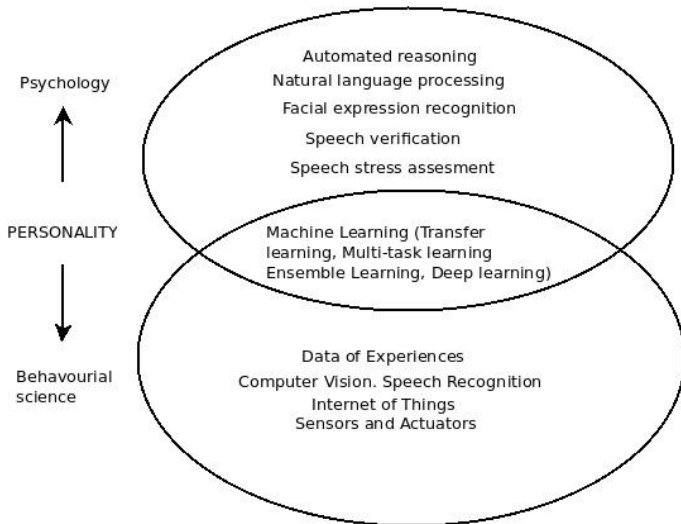 Automated reasoning
Psychology
Natural language processing
Facial expression recognition
Speech verification
Speech stress assesment
PERSONALITY
Machine Learning (Transfer
learning, Multi-task learning
Ensemble Learning, Deep learning)
Data of Experiences
Behavourial
science
Computer Vision. Speech Recognition
Internet of Things
Sensors and Actuators